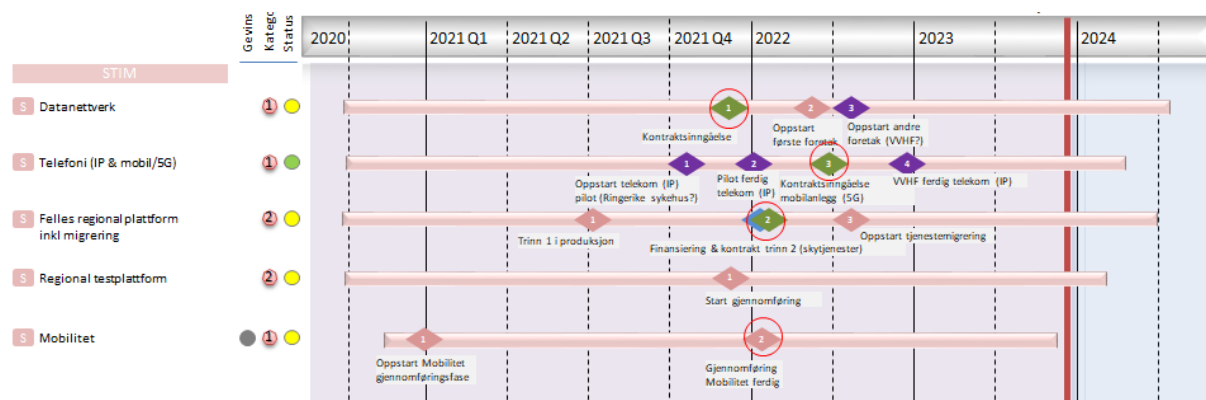 Gevins
Katego
Status
2020
2021 Q1
2021 Q2
2021 Q3
2021 Q4
2022
2023
2024
STIM
S Datanettverk
1
1
2
3
Kontraktsinngåelse
Oppstart
første foretak
Oppstart andre
foretak (VVHF?)
S Telefoni (IP & mobil/5G)
1
1
2
3
4
Oppstart telekom (IP)
pilot (Ringerike sykehus?)
Pilot ferdig
telekom (IP)
Kontraktsinngåelse
mobilanlegg (5G)
VVHF ferdig telekom (IP)
S Felles regional plattform
inkl migrering
2
1
2
3
Trinn 1 i produksjon
Finansiering & kontrakt trinn 2 (skytjenester)
Oppstart tjenestemigrering
S Regional testplattform
2
1
Start gjennomføring
S Mobilitet
1
1
2
Oppstart Mobilitet
gjennomføringsfase
Gjennomføring
Mobilitet ferdig